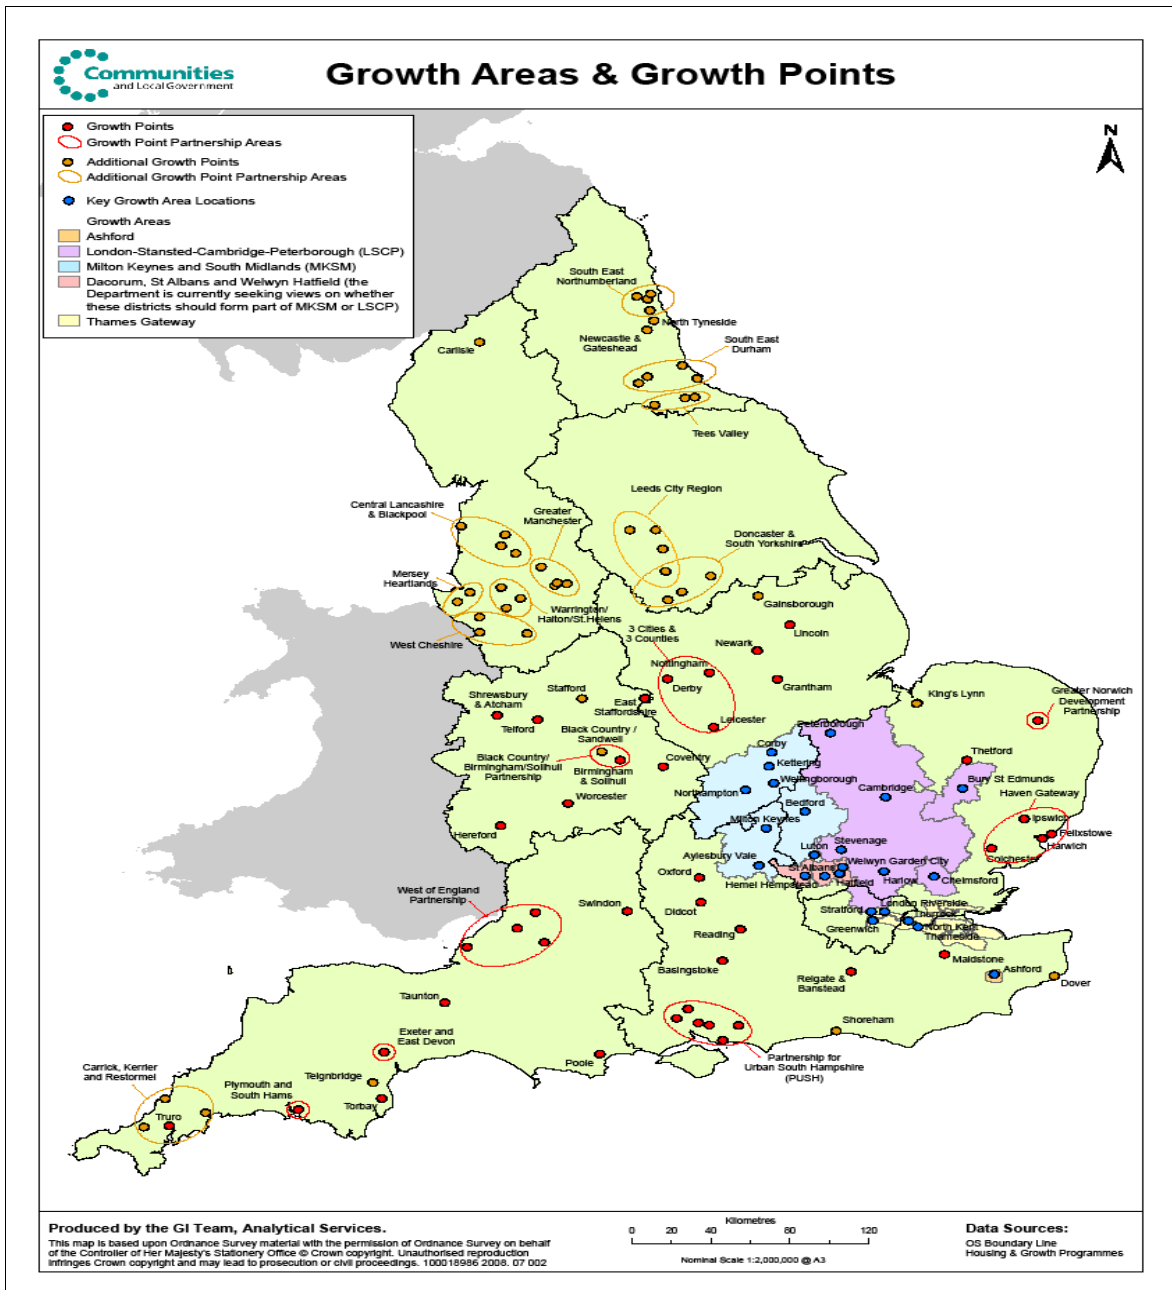 Communities
and Local Government
Growth Areas & Growth Points
Growth Points
Growth Point Partnership Areas
Additional Growth Points
Additional Growth Point Partnership Areas
Key Growth Area Locations
Growth Areas
Ashford
London-Stansted-Cambridge-Peterborough (LSCP)
Milton Keynes and South Midlands (MKSM)
Dacorum, St Albans and Welwyn Hatfield (the
Department is currently seeking views on whether
these districts should form part of MKSM or LSCP)
Thames Gateway
N
South East
Northumberland
North Tyneside
Newcastle &
Gateshead
South East
Durham
Carlisle
Tees Valley
Leeds City Region
Central Lancashire
& Blackpool
Greater
Manchester
Doncaster &
South Yorkshire
Mersey
Heartlands
Warrington/
Halton/St.Helens
West Cheshire
Gainsborough
Lincoln
3 Cities &
3 Counties
Newark
Nottingham
Derby
Grantham
Leicester
Stafford
East
Staffordshire
Shrewsbury
& Atcham
Telford
Black Country /
Sandwell
Black Country/
Birmingham/Solihull
Partnership
Birmingham
& Solihull
Coventry
Worcester
Hereford
King's Lynn
Greater Norwich
Development
Partnership
Peterborough
Thetford
Corby
Kettering
Wellingborough
Northampton
Cambridge
Bury St Edmunds
Haven Gateway
Bedford
Milton Keynes
Ipswich
Felixstowe
Harwich
Colchester
Stevenage
Luton
Aylesbury Vale
St Albans
Welwyn Garden City
Hemel Hempstead
Hatfield
Harlow
Chelmsford
Oxford
West of England
Partnership
Swindon
Didcot
Stratford
London Riverside
Thurrock
Greenwich
North Kent
Thameside
Reading
Basingstoke
Maidstone
Reigate &
Banstead
Ashford
Dover
Taunton
Shoreham
Exeter and
East Devon
Poole
Partnership for
Urban South Hampshire
(PUSH)
Carrick, Kerrier
and Restormel
Teignbridge
Plymouth and
South Hams
Torbay
Truro
Produced by the GI Team, Analytical Services.
This map is based upon Ordnance Survey material with the permission of Ordnance Survey on behalf
of the Controller of Her Majesty's Stationery Office © Crown copyright. Unauthorised reproduction
infringes Crown copyright and may lead to prosecution or civil proceedings. 100018986 2008. 07 002
Kilometres
0 20 40 60 120
Nominal Scale 1:2,000,000 @ A3
Data Sources:
OS Boundary Line
Housing & Growth Programmes